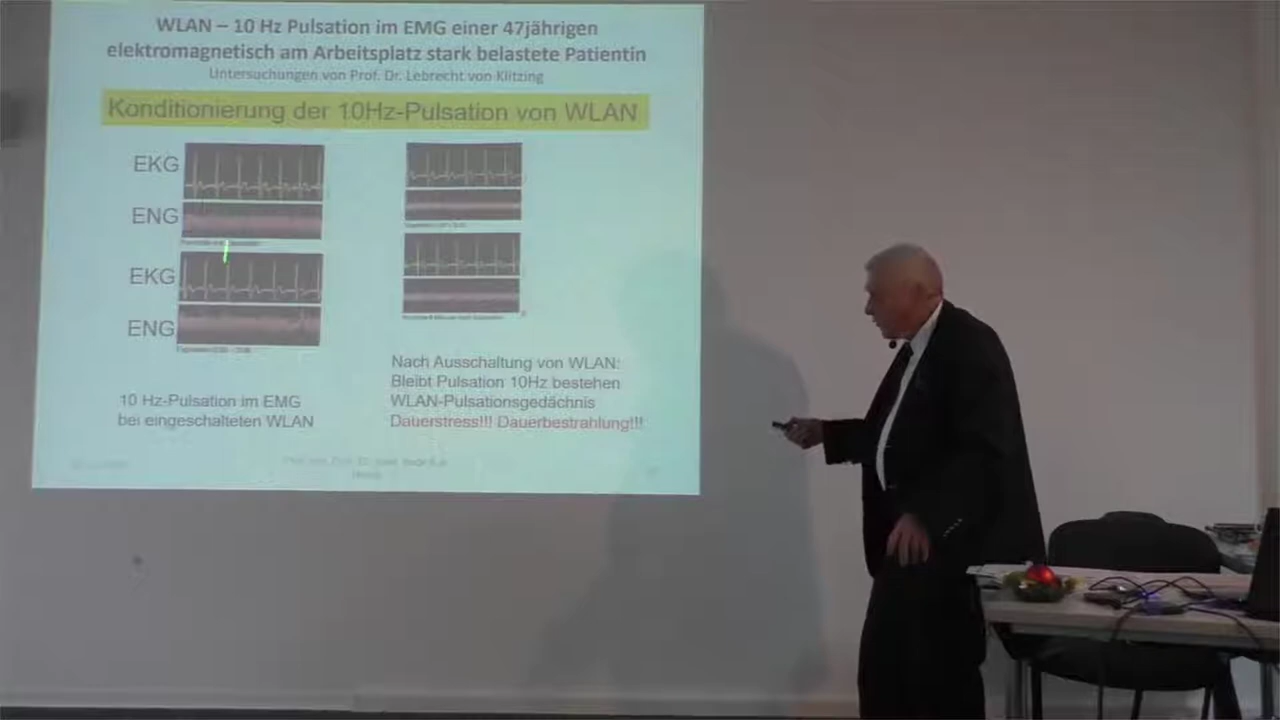 WLAN – 10 Hz Pulsation im EMG einer 47jährigen
elektromagnetisch am Arbeitsplatz stark belastete Patientin
Untersuchungen von Prof. Dr. Lebrecht von Klitzing
Konditionierung der 10Hz-Pulsation von WLAN
EKG
ENG
EKG
ENG
10 Hz-Pulsation im EMG
bei eingeschalteten WLAN
Nach Ausschaltung von WLAN:
Bleibt Pulsation 10Hz bestehen
WLAN-Pulsationsgedächnis
Dauerstress!!! Dauerbestrahlung!!!